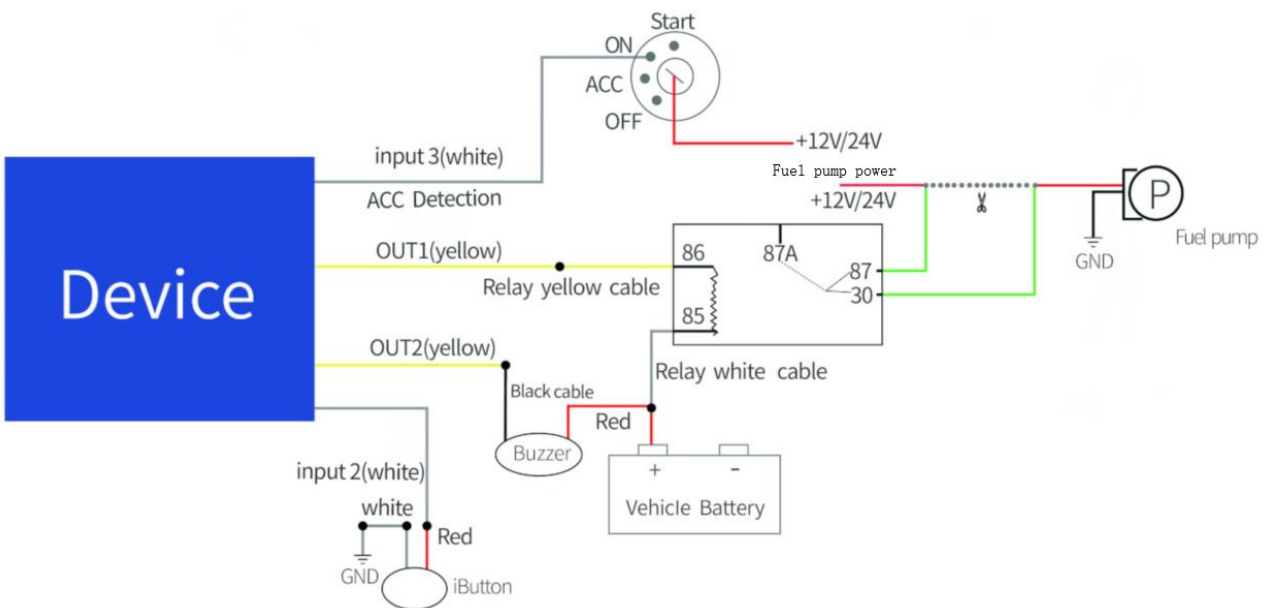 Start
ON
ACC
OFF
+12V/24V
input 3(white)
ACC Detection
Fuel pump power
+12V/24V
P
Fuel pump
GND
Device
OUT1(yellow)
Relay yellow cable
86
87A
87
30
85
OUT2(yellow)
Relay white cable
Black cable
Red
Buzzer
+
-
Vehicle Battery
input 2(white)
white
Red
GND
iButton